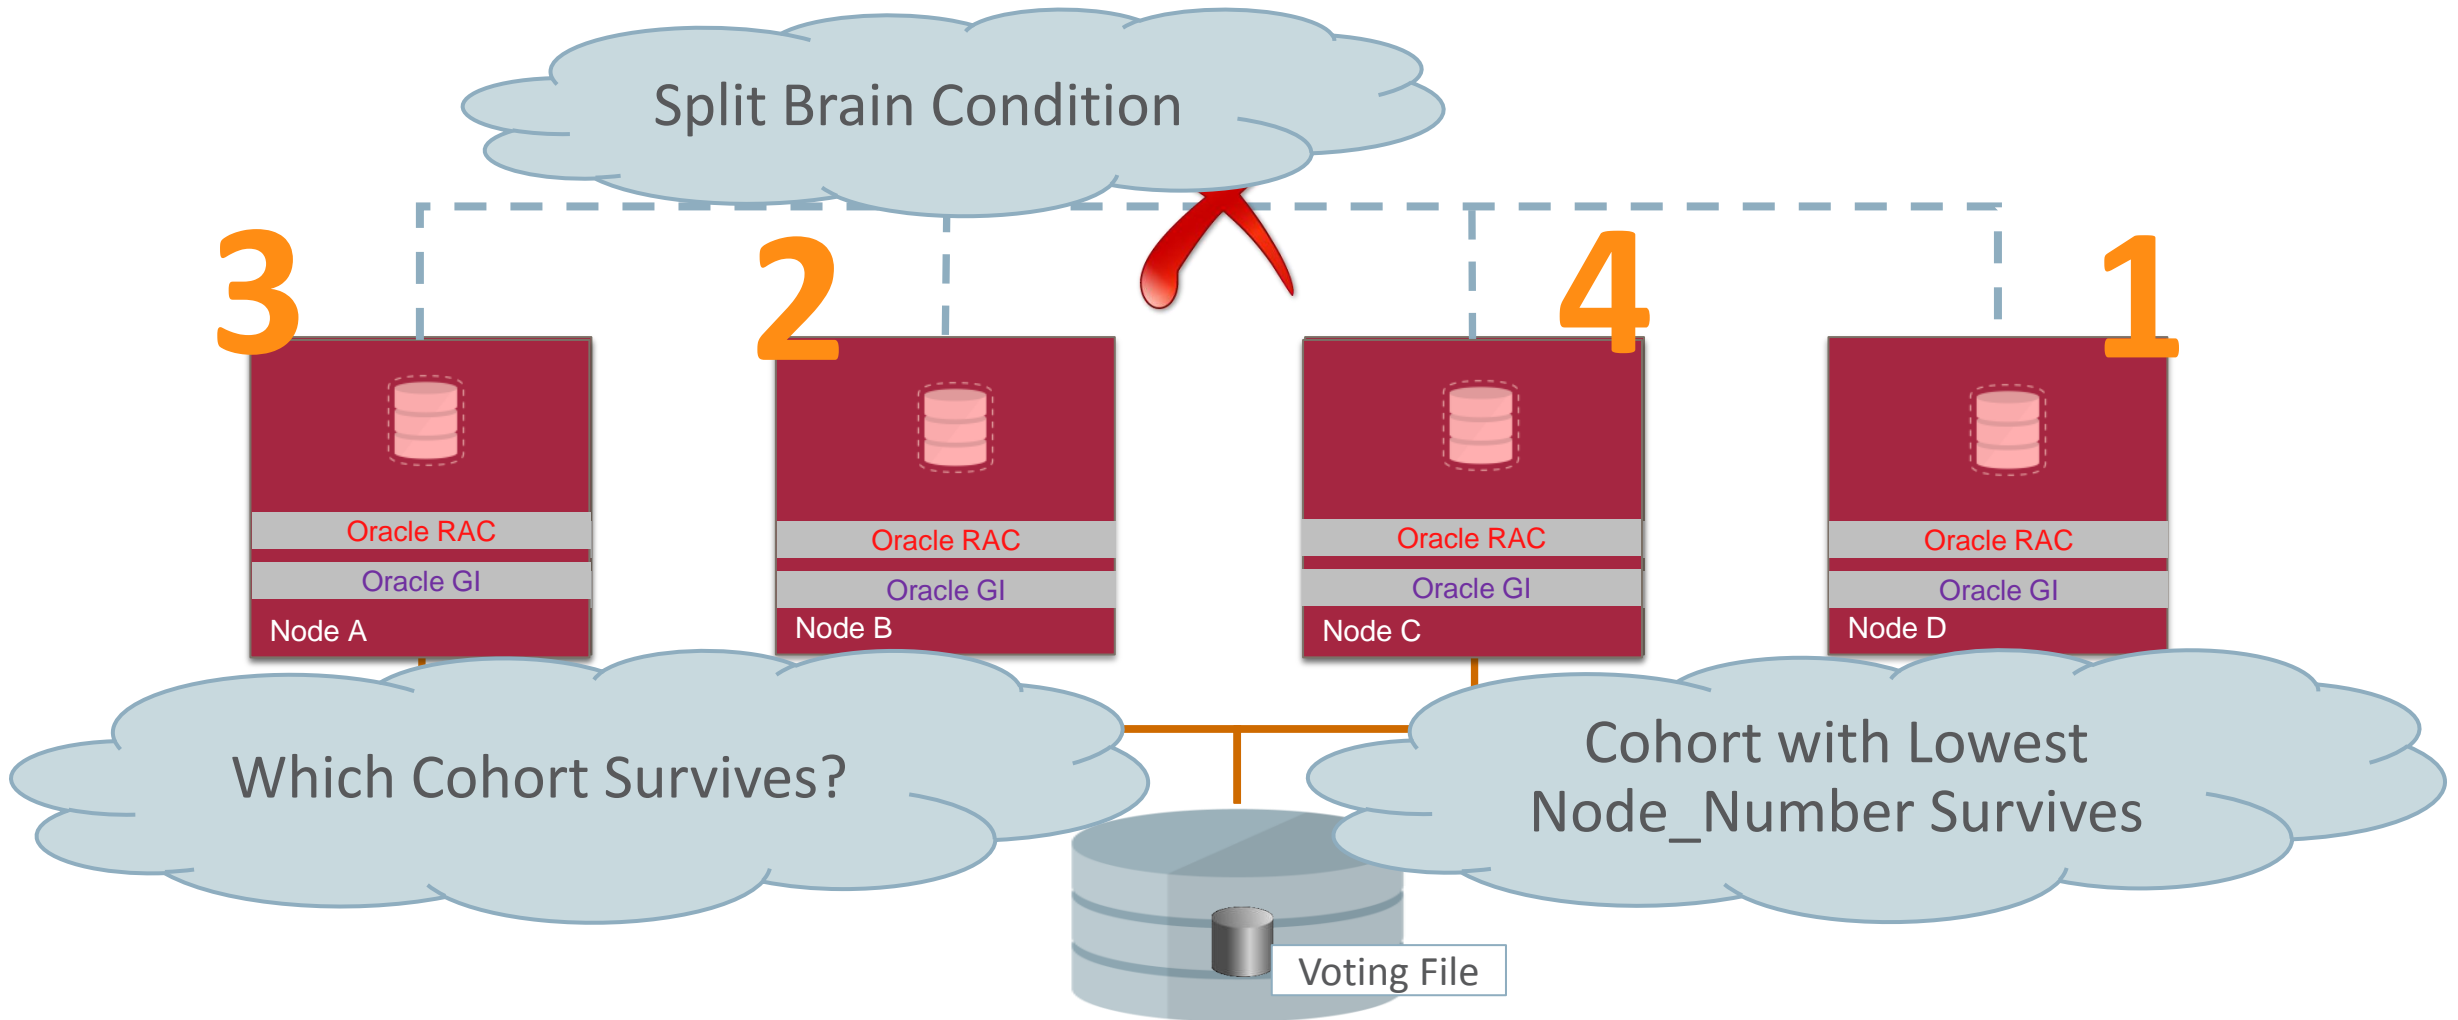 Split Brain Condition
3
2
4
1
Oracle RAC
Oracle GI
Node A
Oracle RAC
Oracle GI
Node B
Oracle RAC
Oracle GI
Node C
Oracle RAC
Oracle GI
Node D
Which Cohort Survives?
Cohort with Lowest
Node_Number Survives
Voting File